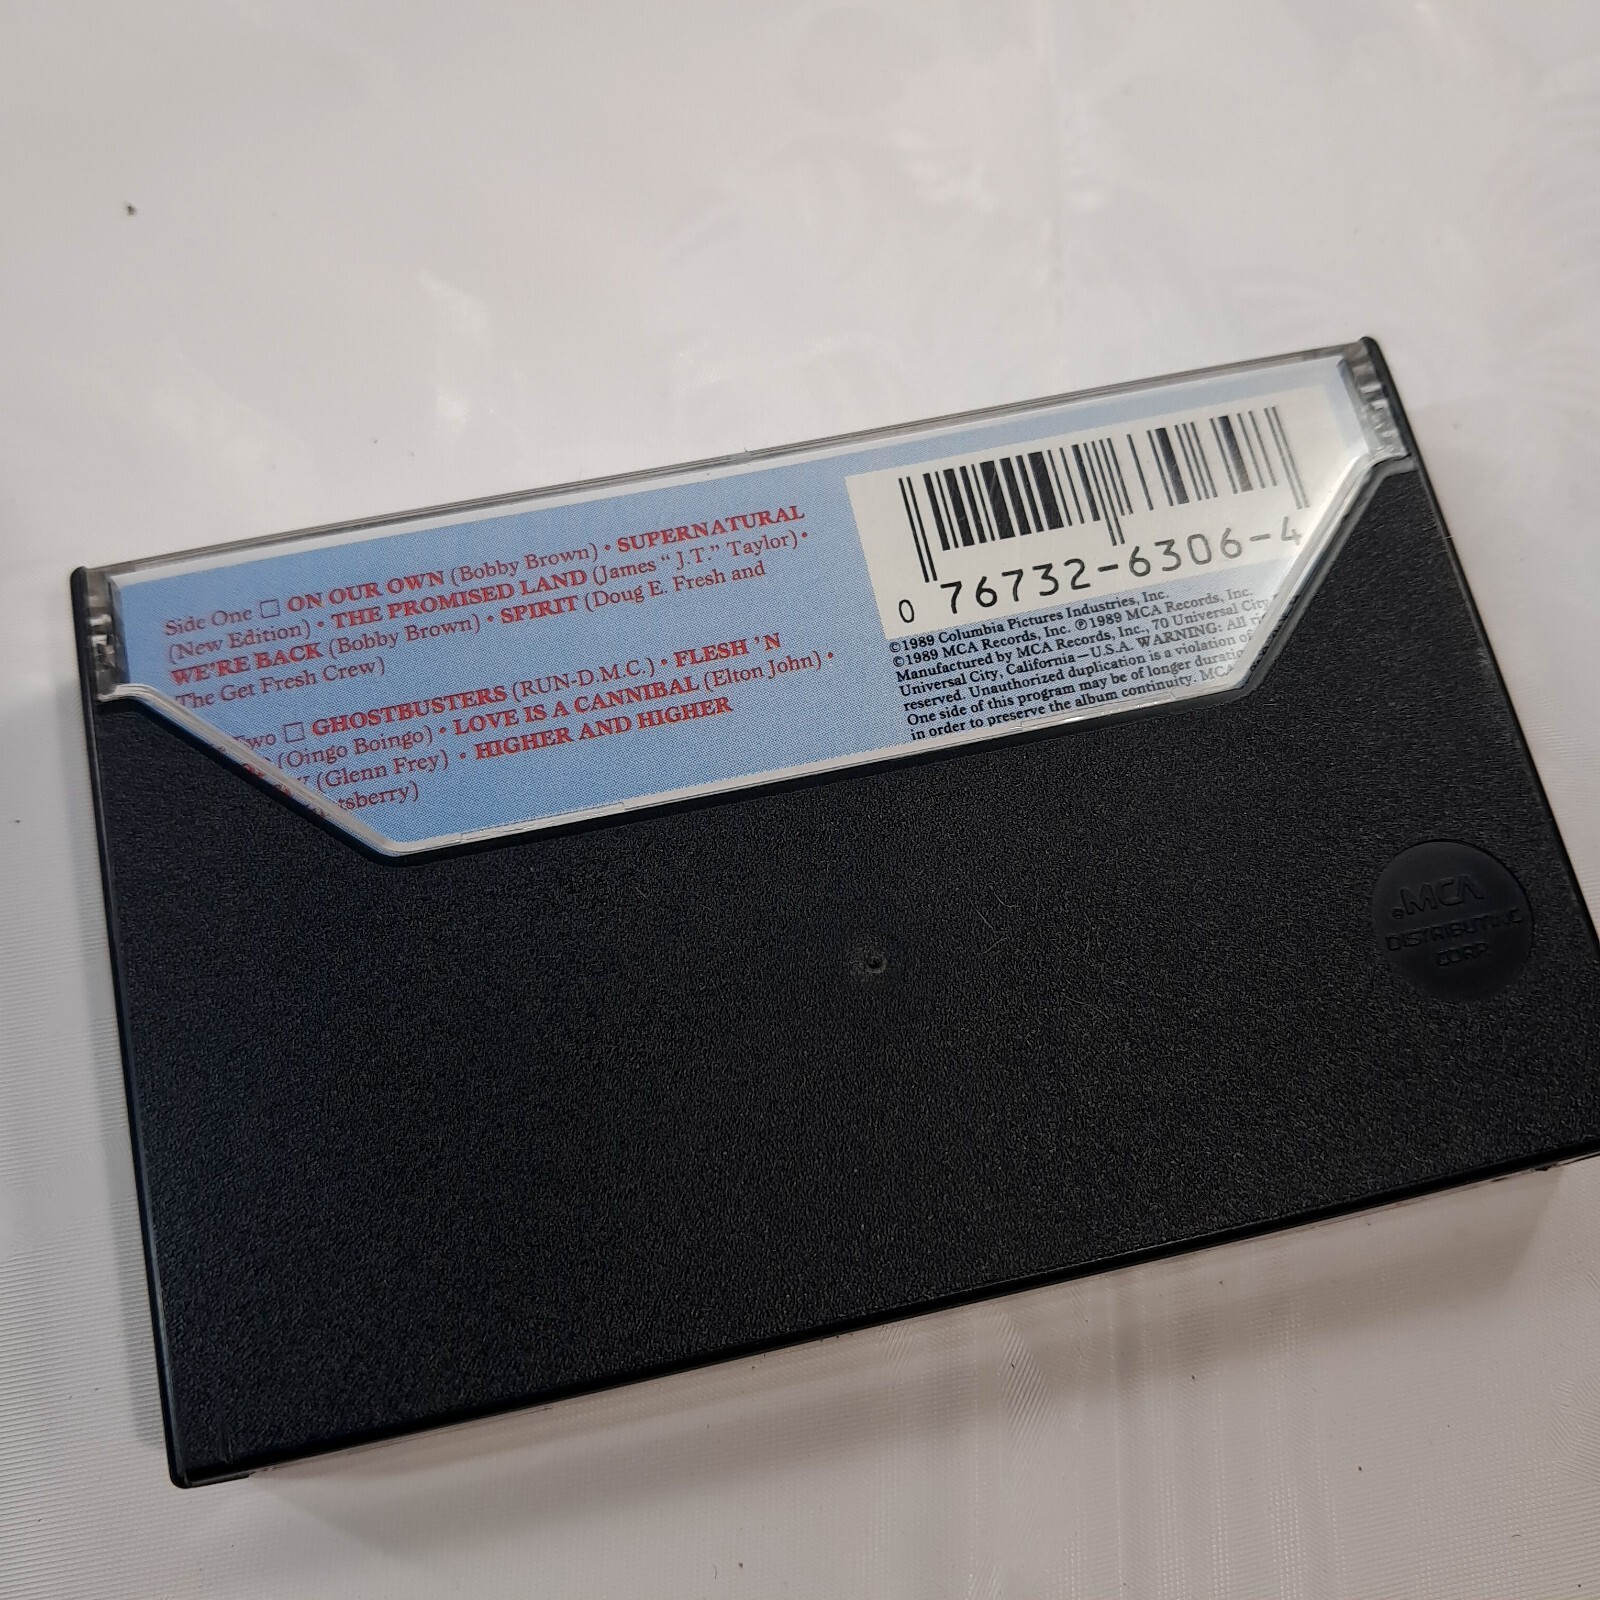 Side One □ ON OUR OWN (Bobby Brown) • SUPERNATURAL
(New Edition) • THE PROMISED LAND (James “J.T.” Taylor) •
WE'RE BACK (Bobby Brown) • SPIRIT (Doug E. Fresh and
The Get Fresh Crew)
Two □ GHOSTBUSTERS (RUN-D.M.C.) • FLESH 'N
(Oingo Boingo) • LOVE IS A CANNIBAL (Elton John) •
(Glenn Frey) • HIGHER AND HIGHER
tsberry)
0 76732-6306-4
©1989 Columbia Pictures Industries, Inc.
©1989 MCA Records, Inc. ℗1989 MCA Records, Inc.
Manufactured by MCA Records, Inc., 70 Universal City
Universal City, California—U.S.A. WARNING: All
reserved. Unauthorized duplication is a violation of
One side of this program may be of longer
in order to preserve the album continuity. MCA
MCA
DISTRIBUTING
CORP.